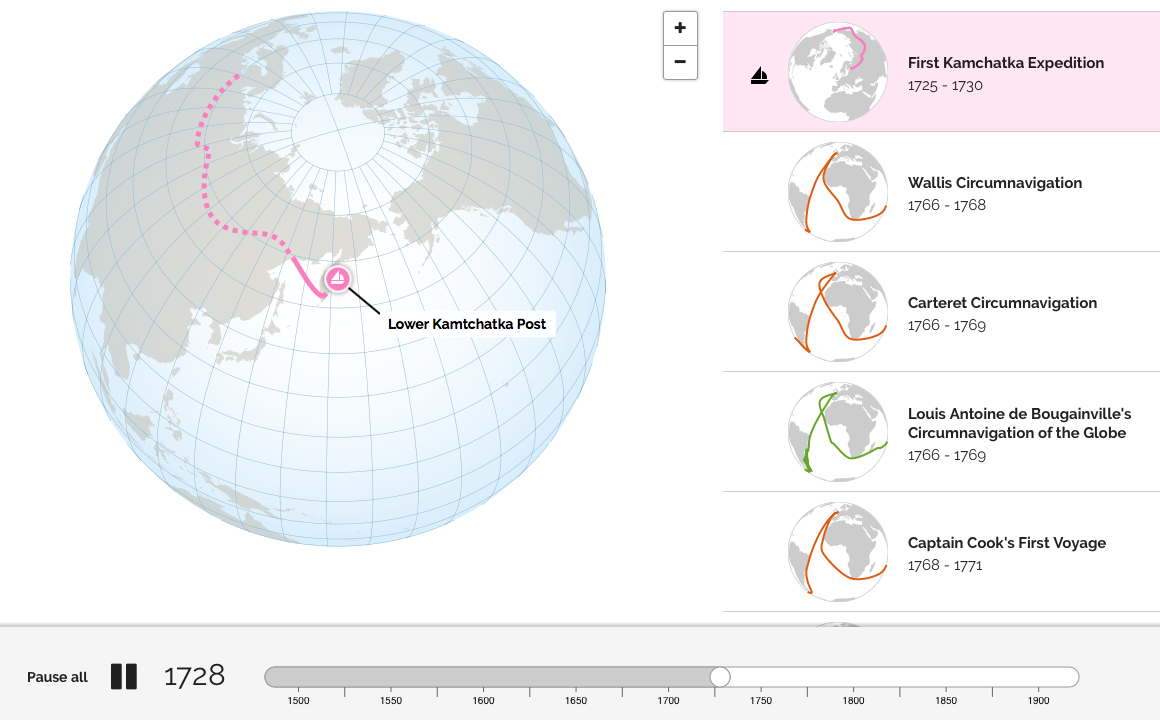 +
−
First Kamchatka Expedition
1725 - 1730
Wallis Circumnavigation
1766 - 1768
Carteret Circumnavigation
1766 - 1769
Louis Antoine de Bougainville's
Circumnavigation of the Globe
1766 - 1769
Captain Cook's First Voyage
1768 - 1771
Lower Kamtchatka Post
Pause all
1728
1500 1550 1600 1650 1700 1750 1800 1850 1900